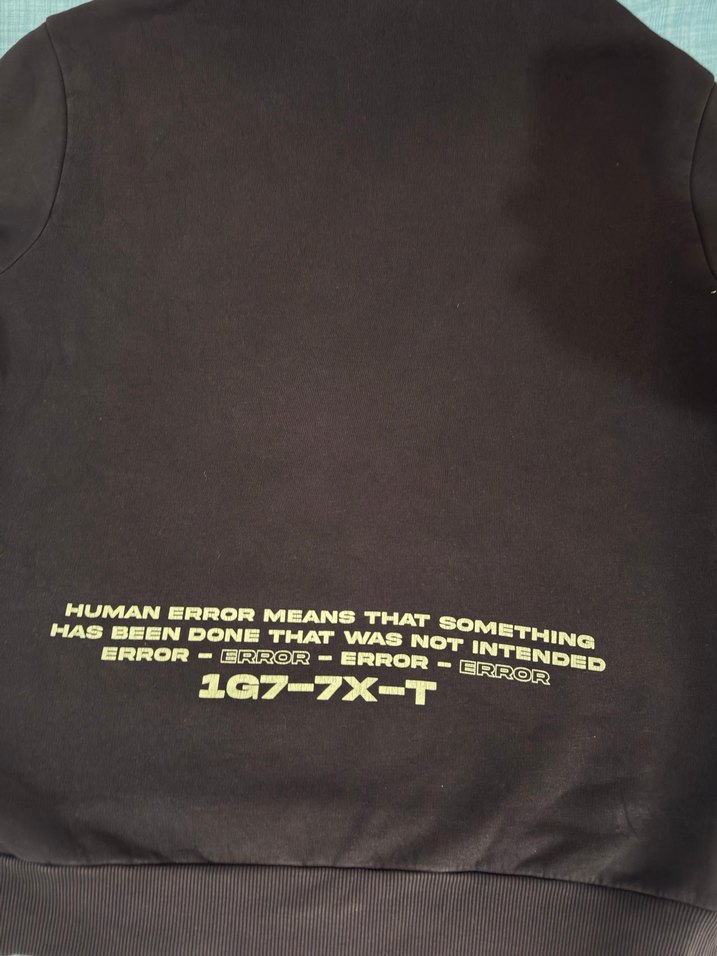 HUMAN ERROR MEANS THAT SOMETHING
HAS BEEN DONE THAT WAS NOT INTENDED
ERROR - ERROR - ERROR - ERROR
1G7-7X-T